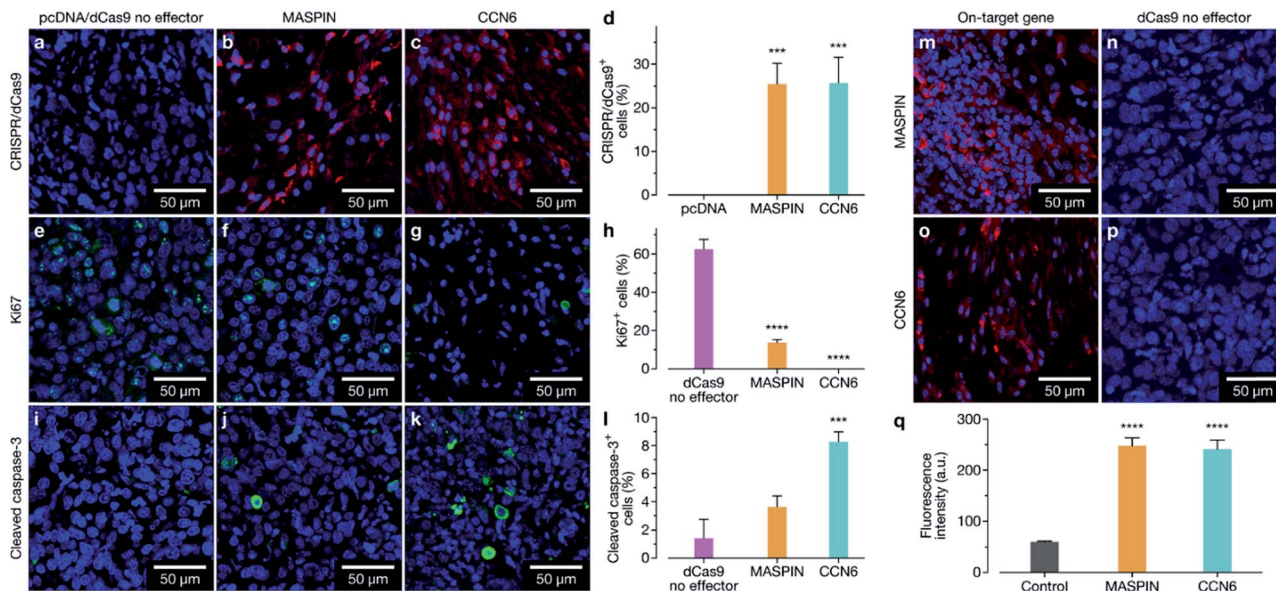 pcDNA/dCas9 no effector
MASPIN
CCN6
CRISPR/dCas9
a
50 µm
b
50 µm
c
50 µm
d
CRISPR/dCas9+
cells (%)
30
20
10
0
***
***
pcDNA
MASPIN
CCN6
On-target gene
dCas9 no effector
MASPIN
m
50 µm
n
50 µm
Ki67
e
50 µm
f
50 µm
g
50 µm
h
Ki67+ cells (%)
60
40
20
10
0
****
****
dCas9
no effector
MASPIN
CCN6
CCN6
o
50 µm
p
50 µm
Cleaved caspase-3
i
50 µm
j
50 µm
k
50 µm
l
Cleaved caspase-3+
cells (%)
10
8
6
4
2
0
***
dCas9
no effector
MASPIN
CCN6
q
Fluorescence
intensity (a.u.)
300
200
100
50
0
****
****
Control
MASPIN
CCN6